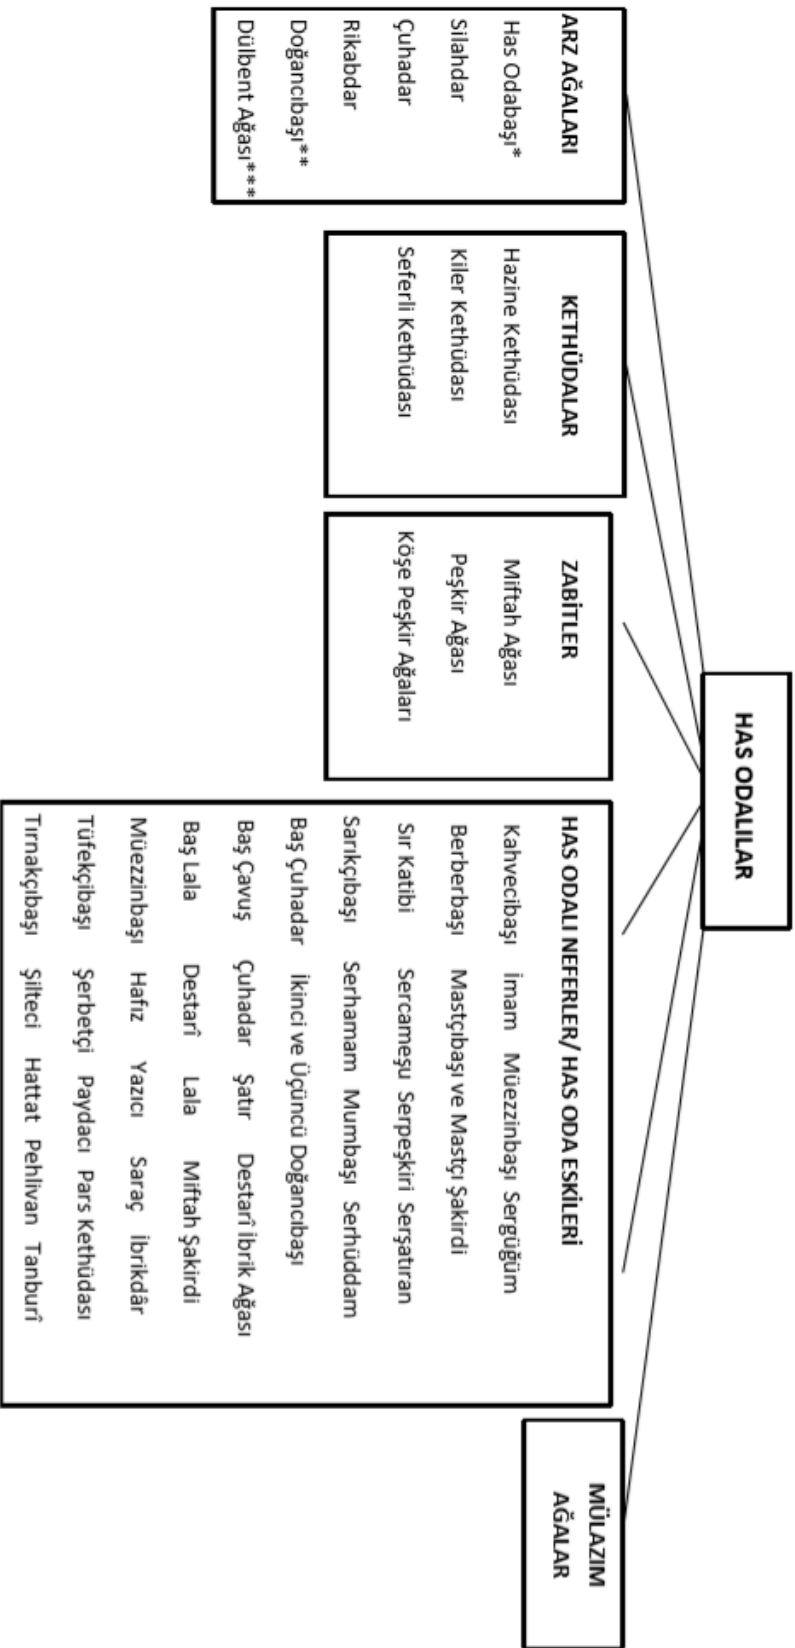 HAS ODALILAR
ARZ AĞALARI
Has Odabaşı*
Silahdar
Çuhadar
Rikabdar
Doğancıbaşı**
Dülbent Ağası***
KETHÜDALAR
Hazine Kethüdası
Kiler Kethüdası
Seferli Kethüdası
ZABİTLER
Miftah Ağası
Peşkir Ağası
Köşe Peşkir Ağaları
HAS ODALI NEFERLER/ HAS ODA ESKİLERİ
Kahvecibaşı İmam Müezzinbaşı Sergüğüm
Berberbaşı Mastçıbaşı ve Mastçı Şakirdi
Sır Katibi Sercameşu Serpeşkiri Serşatıran
Sarıkçıbaşı Serhamam Mumbaşı Serhüddam
Baş Çuhadar İkinci ve Üçüncü Doğancıbaşı
Baş Çavuş Çuhadar Şatır Destarî İbrik Ağası
Baş Lala Destarî Lala Miftah Şakirdi
Müezzinbaşı Hafız Yazıcı Saraç İbrikdâr
Tüfekçibaşı Şerbetçi Paydacı Pars Kethüdası
Tırnakçıbaşı Şilteci Hattat Pehlivan Tanburî
MÜLAZIM
AĞALAR